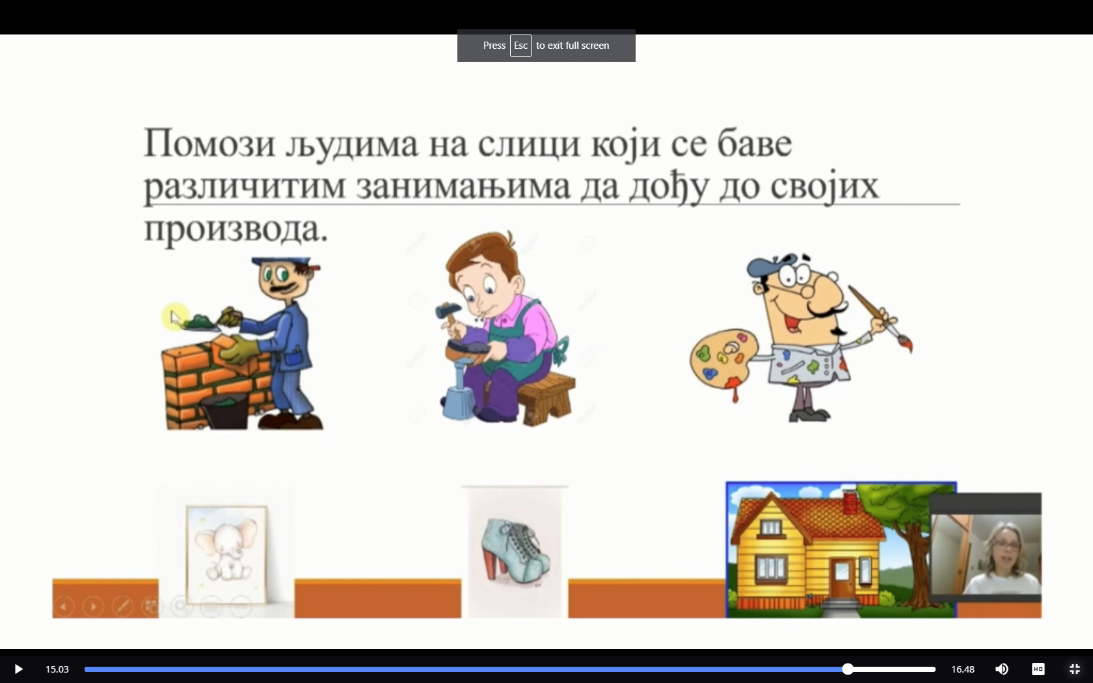 Press Esc to exit full screen
Помози људима на слици који се баве
различитим занимањима да дођу до својих
производа.
15.03
16.48
HD